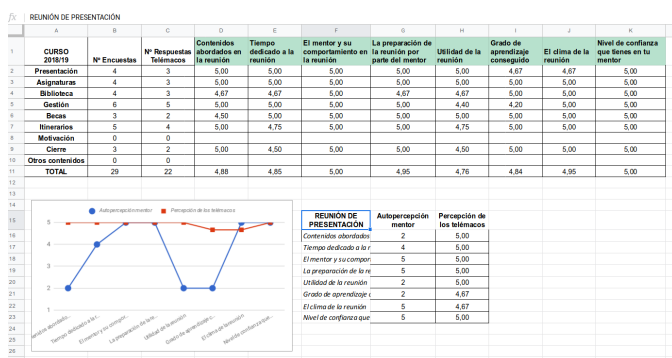 fx REUNIÓN DE PRESENTACIÓN
A B C D E F G H I J K
1 CURSO 2018/19 Nº Encuestas Nº Respuestas Telémacos Contenidos abordados en la reunión Tiempo dedicado a la reunión El mentor y su comportamiento en la reunión La preparación de la reunión por parte del mentor Utilidad de la reunión Grado de aprendizaje conseguido El clima de la reunión Nivel de confianza que tienes en tu mentor
2 Presentación 4 3 5,00 5,00 5,00 5,00 5,00 4,67 4,67 5,00
3 Asignaturas 4 3 5,00 5,00 5,00 5,00 5,00 5,00 5,00 5,00
4 Biblioteca 4 3 4,67 4,67 5,00 4,67 4,67 5,00 5,00 5,00
5 Gestión 6 5 5,00 5,00 5,00 5,00 4,40 4,20 5,00 5,00
6 Becas 3 2 4,50 5,00 5,00 5,00 5,00 5,00 5,00 5,00
7 Itinerarios 5 4 5,00 4,75 5,00 5,00 4,75 5,00 5,00 5,00
8 Motivación 0 0
9 Cierre 3 2 5,00 4,50 5,00 5,00 4,50 5,00 5,00 5,00
10 Otros contenidos 0 0
11 TOTAL 29 22 4,88 4,85 5,00 4,95 4,76 4,84 4,95 5,00
12
13
14
Autopercepción mentor Percepción de los telémacos
5
4
3
2
1
15 REUNIÓN DE PRESENTACIÓN Autopercepción mentor Percepción de los telémacos
16 Contenidos abordados 2 5,00
17 Tiempo dedicado a la r 4 5,00
18 El mentor y su compor 5 5,00
19 La preparación de la re 5 5,00
20 Utilidad de la reunión 2 5,00
21 Grado de aprendizaje c 2 4,67
22 El clima de la reunión 5 4,67
23 Nivel de confianza que 5 5,00
24
25
26